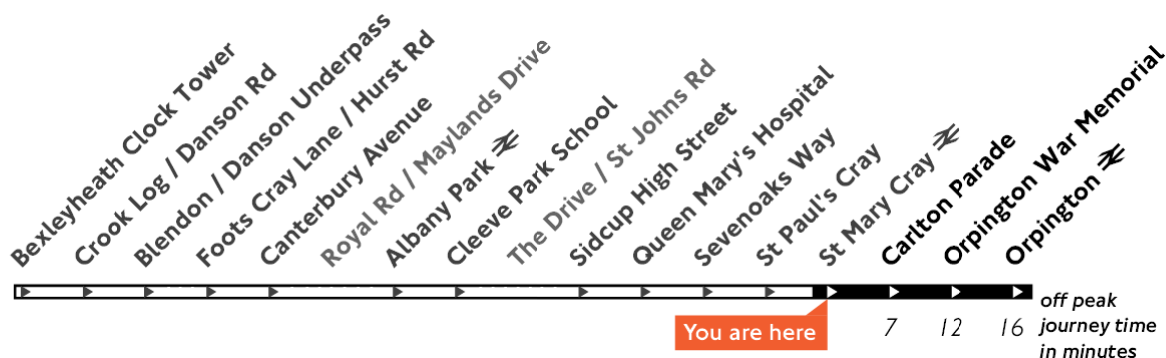 Bexleyheath Clock Tower
Crook Log / Danson Rd
Blendon / Danson Underpass
Foots Cray Lane / Hurst Rd
Canterbury Avenue
Royal Rd / Maylands Drive
Albany Park
Cleeve Park School
The Drive / St Johns Rd
Sidcup High Street
Queen Mary's Hospital
Sevenoaks Way
St Paul's Cray
St Mary Cray
Carlton Parade
Orpington War Memorial
Orpington
You are here
7 12 16
off peak
journey time
in minutes